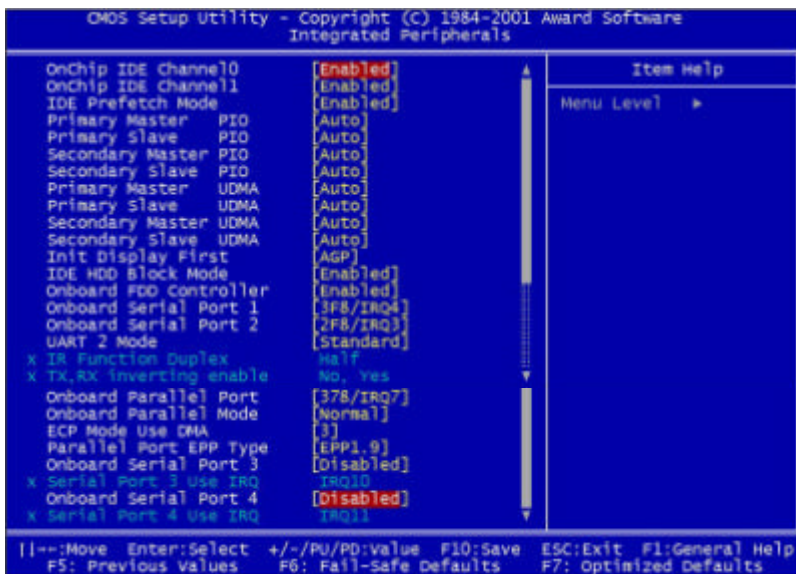 CMOS Setup Utility - Copyright (C) 1984-2001 Award Software
Integrated Peripherals
OnChip IDE Channel0 [Enabled]
OnChip IDE Channel1 [Enabled]
IDE Prefetch Mode [Enabled]
Primary Master PIO [Auto]
Primary Slave PIO [Auto]
Secondary Master PIO [Auto]
Secondary Slave PIO [Auto]
Primary Master UDMA [Auto]
Primary Slave UDMA [Auto]
Secondary Master UDMA [Auto]
Secondary Slave UDMA [Auto]
Init Display First [AGP]
IDE HDD Block Mode [Enabled]
Onboard FDD Controller [Enabled]
Onboard Serial Port 1 [3F8/IRQ4]
Onboard Serial Port 2 [2F8/IRQ3]
UART 2 Mode [Standard]
x IR Function Duplex Half
x TX,RX inverting enable No, Yes
Onboard Parallel Port [378/IRQ7]
Onboard Parallel Mode [Normal]
ECP Mode Use DMA [3]
Parallel Port EPP Type [EPP1.9]
Onboard Serial Port 3 [Disabled]
x Serial Port 3 Use IRQ IRQ10
Onboard Serial Port 4 [Disabled]
x Serial Port 4 Use IRQ IRQ11
Item Help
Menu Level ▸
||--:Move Enter:Select +/-/PU/PD:Value F10:Save ESC:Exit F1:General Help
F5: Previous Values F6: Fail-Safe Defaults F7: Optimized Defaults